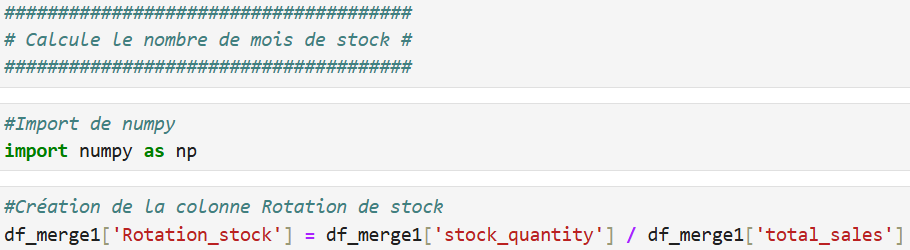 ######################################
# Calcule le nombre de mois de stock #
######################################
#Import de numpy
import numpy as np
#Création de la colonne Rotation de stock
df_merge1['Rotation_stock'] = df_merge1['stock_quantity'] / df_merge1['total_sales']